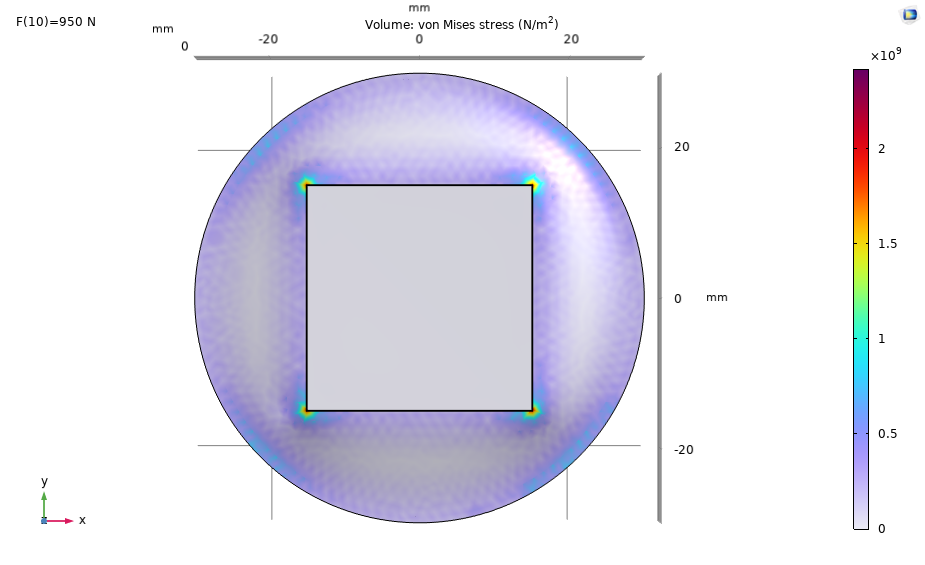 F(10)=950 N
mm
Volume: von Mises stress (N/m²)
mm
0
-20
0
20
×10⁹
20
0
mm
-20
2
1.5
1
0.5
0
y
z
x